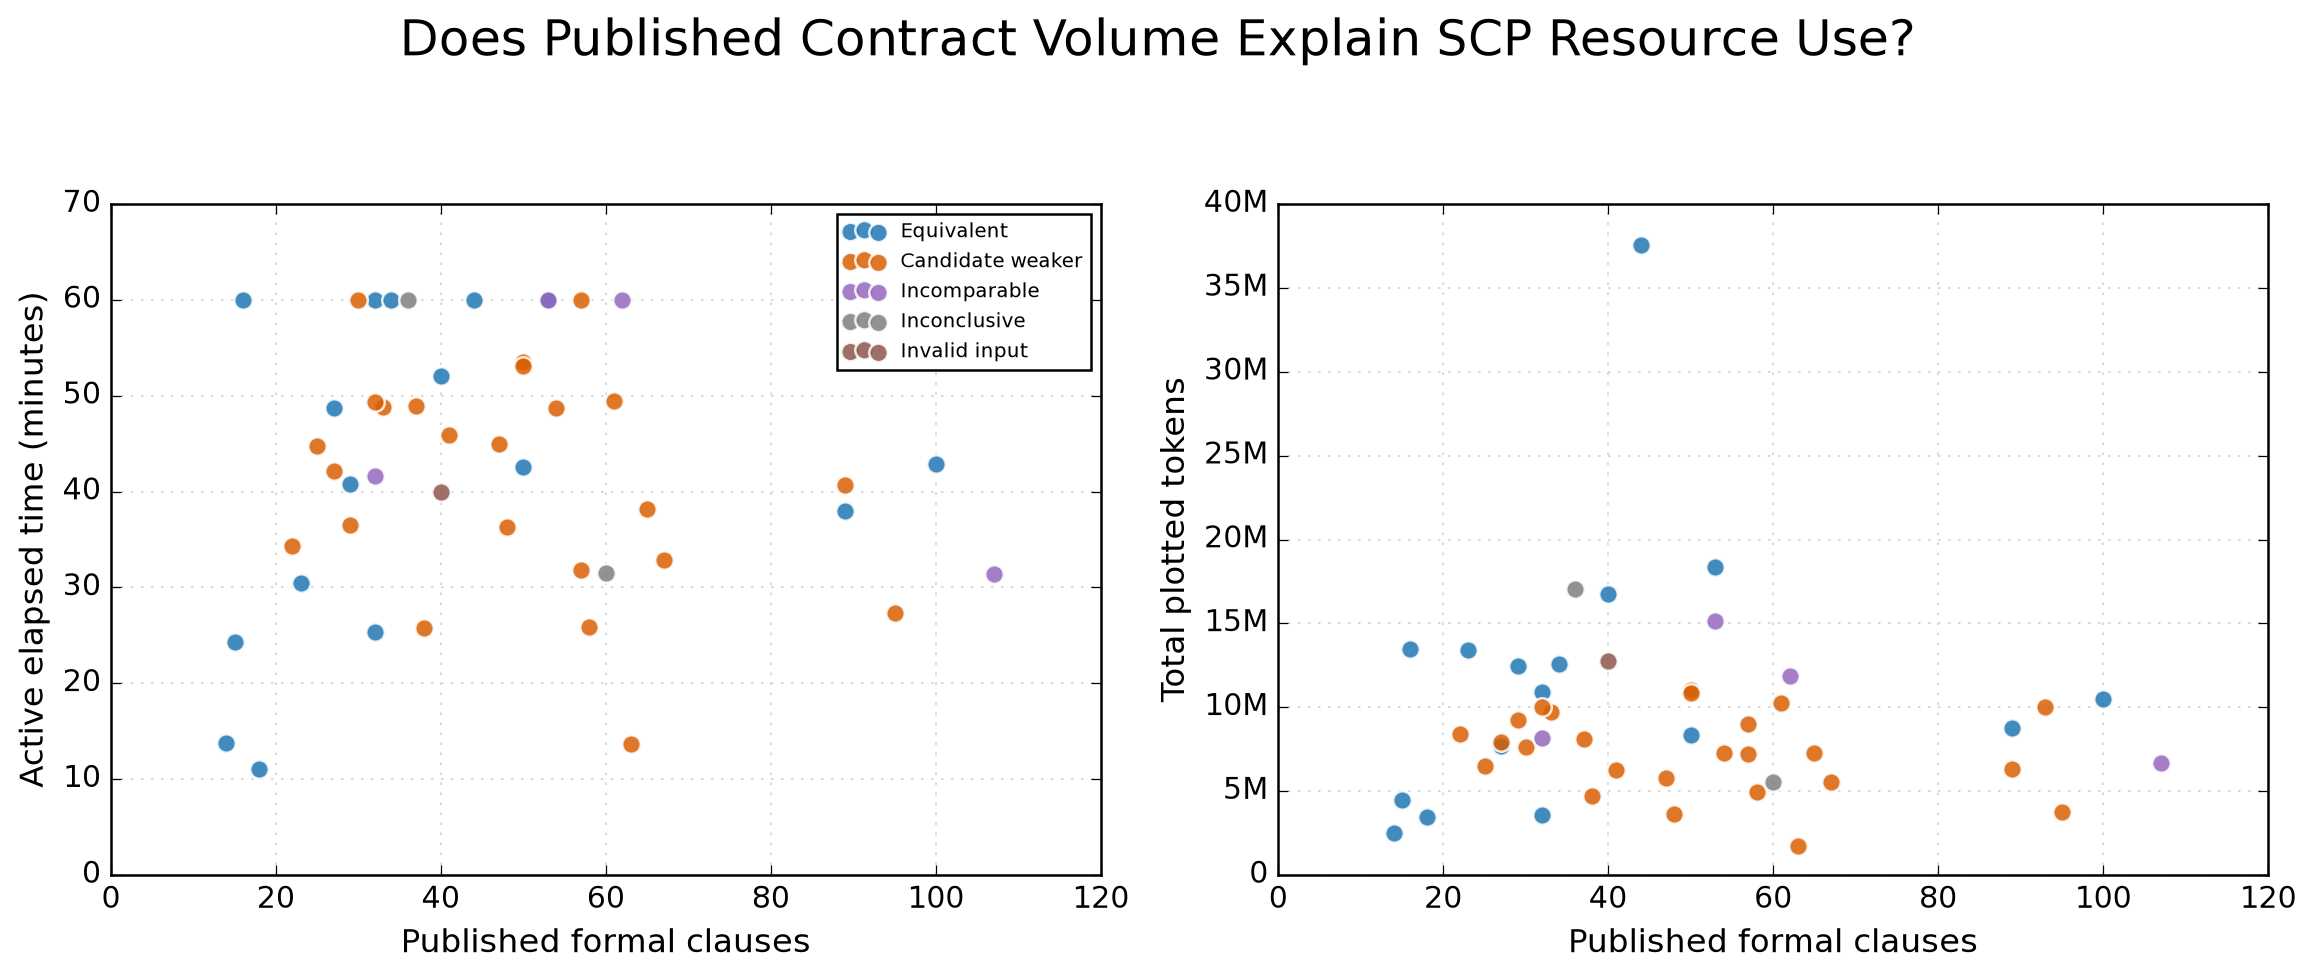 Does Published Contract Volume Explain SCP Resource Use?
Active elapsed time (minutes)
70
60
50
40
30
20
10
0
0 20 40 60 80 100 120
Published formal clauses
Equivalent
Candidate weaker
Incomparable
Inconclusive
Invalid input
Total plotted tokens
40M
35M
30M
25M
20M
15M
10M
5M
0
0 20 40 60 80 100 120
Published formal clauses